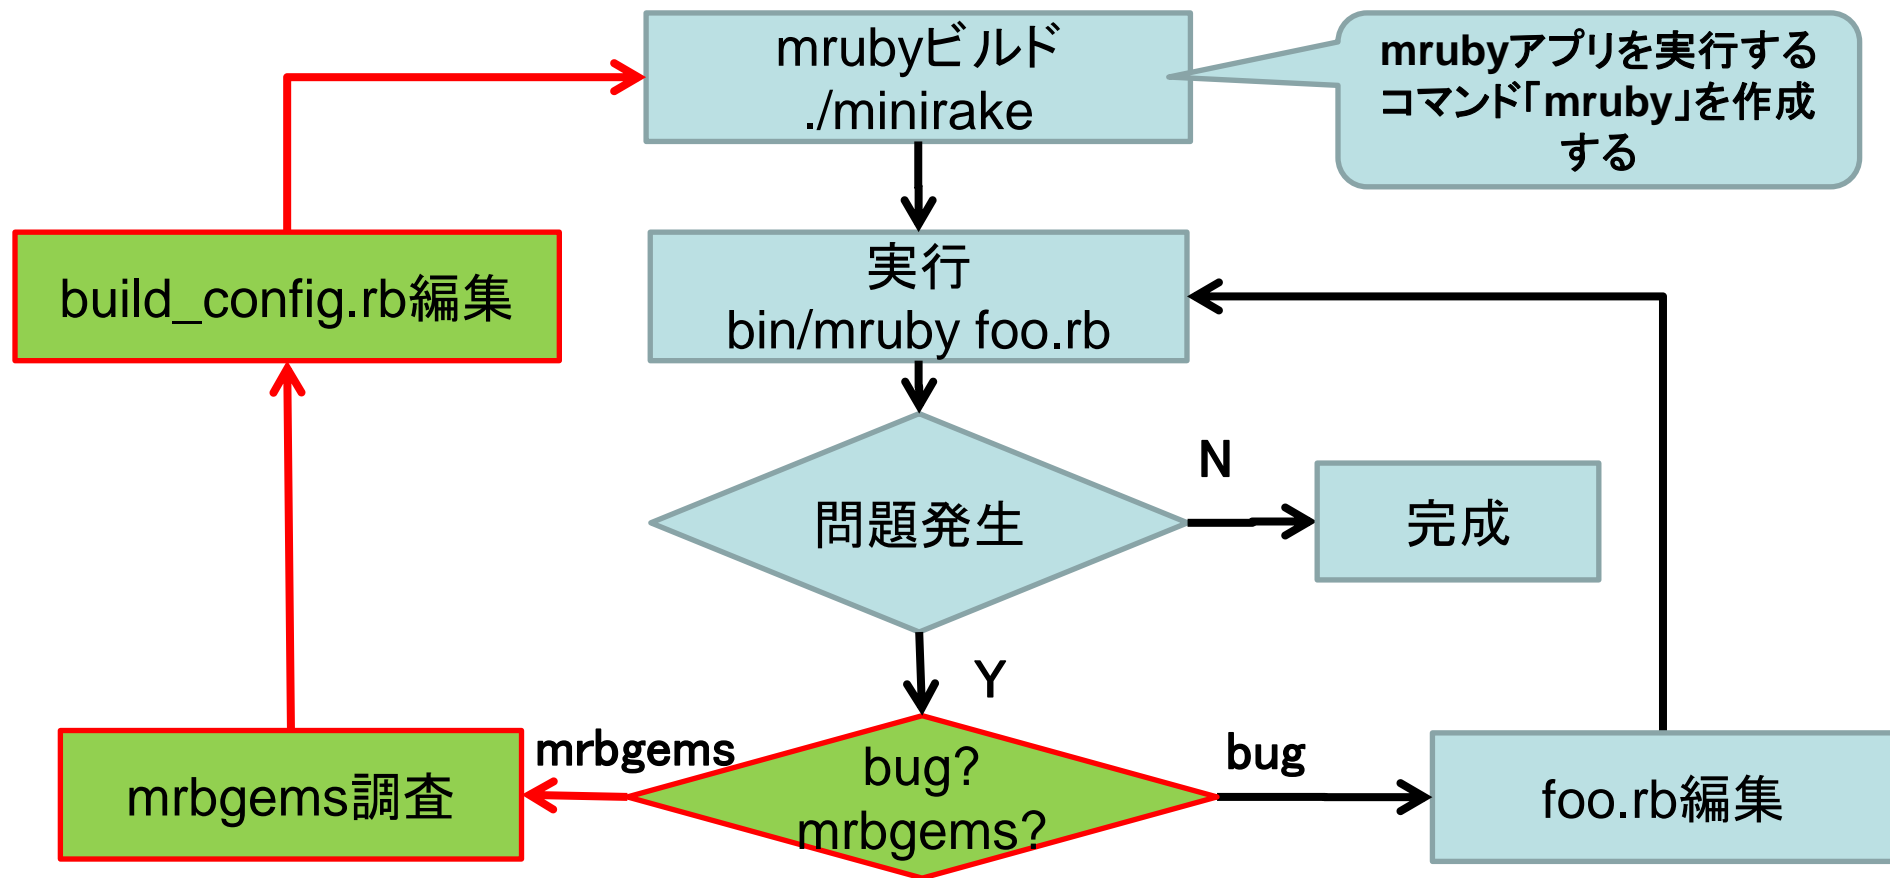 mrubyビルド
./minirake
mrubyアプリを実行する
コマンド「mruby」を作成
する
build_config.rb編集
実行
bin/mruby foo.rb
問題発生
N
完成
Y
mrbgems
bug?
mrbgems?
bug
mrbgems調査
foo.rb編集